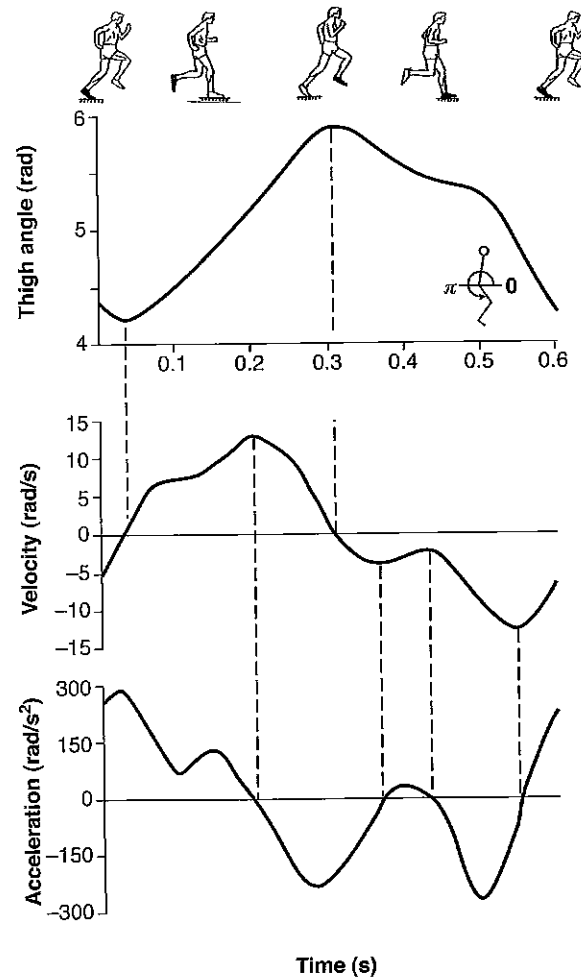 Thigh angle (rad)
6
5
4
π 0
0.1 0.2 0.3 0.4 0.5 0.6
Velocity (rad/s)
15
10
5
0
−5
−10
−15
Acceleration (rad/s²)
300
150
0
−150
−300
Time (s)